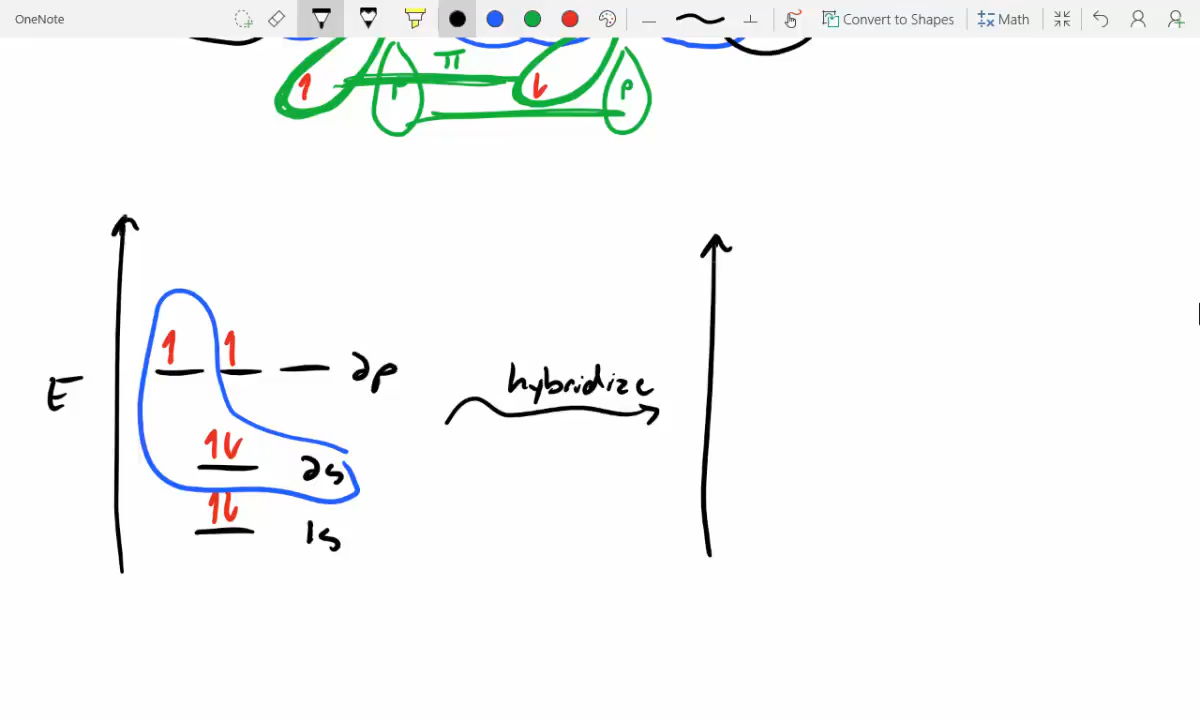 OneNote
Convert to Shapes
Math
π
p
p
E
2p
hybridize
2s
1s